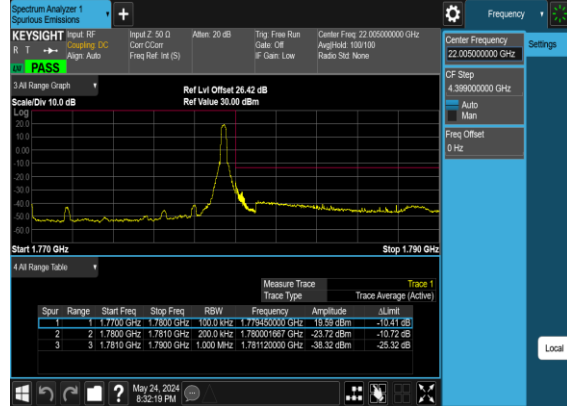 Spectrum Analyzer 1
Spurious Emissions
Frequency
KEYSIGHT Input: RF Input Z: 50 Ω Atten: 20 dB Trig: Free Run Center Freq: 22.005000000 GHz
R T Coupling: DC Corr CCorr Gate: Off Avg|Hold: 100/100
Align: Auto Freq Ref: Int (S) IF Gain: Low Radio Std: None
LW PASS
3 All Range Graph
Ref Lvl Offset 26.42 dB
Scale/Div 10.0 dB Ref Value 30.00 dBm
Log
20.0
10.0
0.00
-10.0
-20.0
-30.0
-40.0
-50.0
-60.0
Start 1.770 GHz Stop 1.790 GHz
4 All Range Table
Measure Trace Trace 1
Trace Type Trace Average (Active)
Spur Range Start Freq Stop Freq RBW Frequency Amplitude ΔLimit
1 1 1.7700 GHz 1.7800 GHz 100.0 kHz 1.779450000 GHz 19.59 dBm -10.41 dB
2 2 1.7800 GHz 1.7810 GHz 200.0 kHz 1.780001667 GHz -23.72 dBm -10.72 dB
3 3 1.7810 GHz 1.7900 GHz 1.000 MHz 1.781120000 GHz -38.32 dBm -25.32 dB
May 24, 2024
8:32:19 PM
Center Frequency
22.005000000 GHz
Settings
CF Step
4.399000000 GHz
Auto
Man
Freq Offset
0 Hz
Local